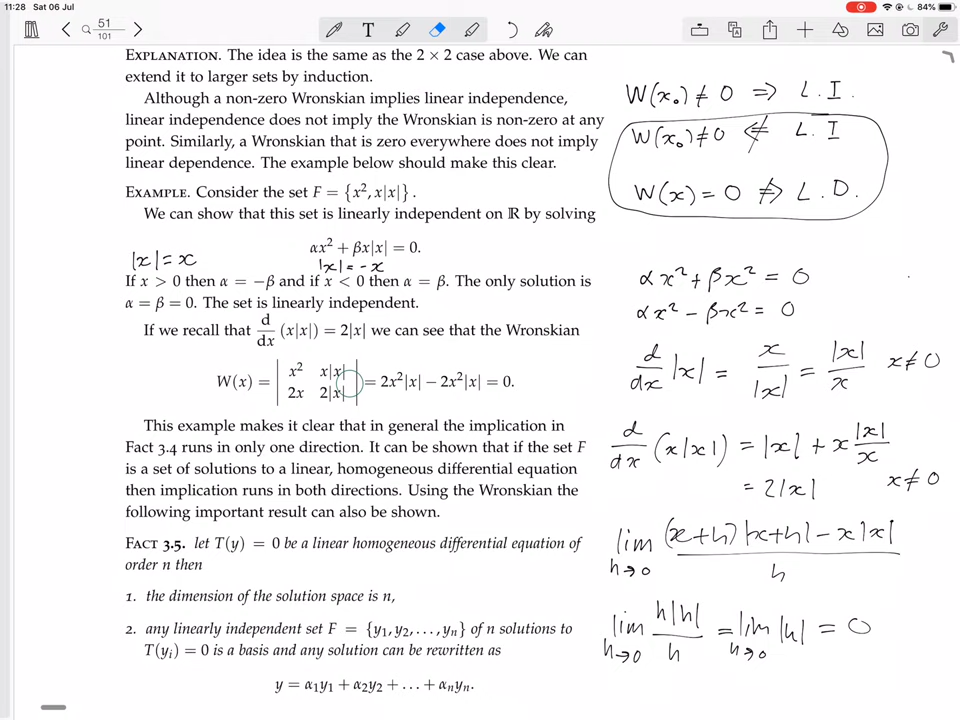 11:28 Sat 06 Jul
84%
51
101
T
EXPLANATION. The idea is the same as the 2 × 2 case above. We can
extend it to larger sets by induction.
Although a non-zero Wronskian implies linear independence,
linear independence does not imply the Wronskian is non-zero at any
point. Similarly, a Wronskian that is zero everywhere does not imply
linear dependence. The example below should make this clear.
EXAMPLE. Consider the set F = {x², x|x|}.
We can show that this set is linearly independent on ℝ by solving
αx² + βx|x| = 0.
|x| = x
|x| = -x
If x > 0 then α = −β and if x < 0 then α = β. The only solution is
α = β = 0. The set is linearly independent.
If we recall that d/dx (x|x|) = 2|x| we can see that the Wronskian
W(x) = | x² x|x| |
| 2x 2|x| | = 2x²|x| − 2x²|x| = 0.
This example makes it clear that in general the implication in
Fact 3.4 runs in only one direction. It can be shown that if the set F
is a set of solutions to a linear, homogeneous differential equation
then implication runs in both directions. Using the Wronskian the
following important result can also be shown.
FACT 3.5. let T(y) = 0 be a linear homogeneous differential equation of
order n then
1. the dimension of the solution space is n,
2. any linearly independent set F = {y₁, y₂, . . . , yₙ} of n solutions to
T(yᵢ) = 0 is a basis and any solution can be rewritten as
y = α₁y₁ + α₂y₂ + . . . + αₙyₙ.
W(x₀) ≠ 0 ⇒ L.I.
W(x₀) ≠ 0 ⇍ L.I
W(x) = 0 ⇏ L.D.
αx² + βx² = 0
αx² - βx² = 0
d/dx |x| = x/|x| = |x|/x x ≠ 0
d/dx (x|x|) = |x| + x |x|/x
= 2|x| x ≠ 0
lim h→0 ((x+h)|x+h| - x|x|)/h
lim h→0 h|h|/h = lim h→0 |h| = 0